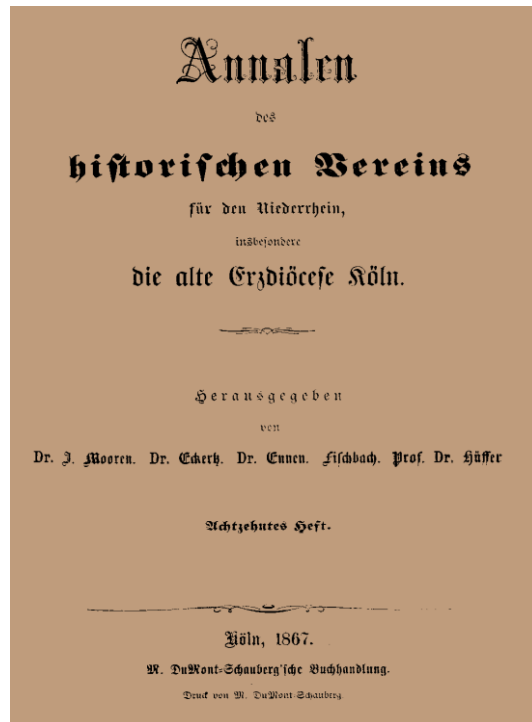 Annalen
des
historischen Vereins
für den Niederrhein,
insbesondere
die alte Erzdiöcese Köln.
Herausgegeben
von
Dr. J. Mooren. Dr. Eckertz. Dr. Ennen. Fischbach. Prof. Dr. Hüffer
Achtzehntes Heft.
Köln, 1867.
M. DuMont-Schauberg'sche Buchhandlung.
Druck von M. DuMont-Schauberg.